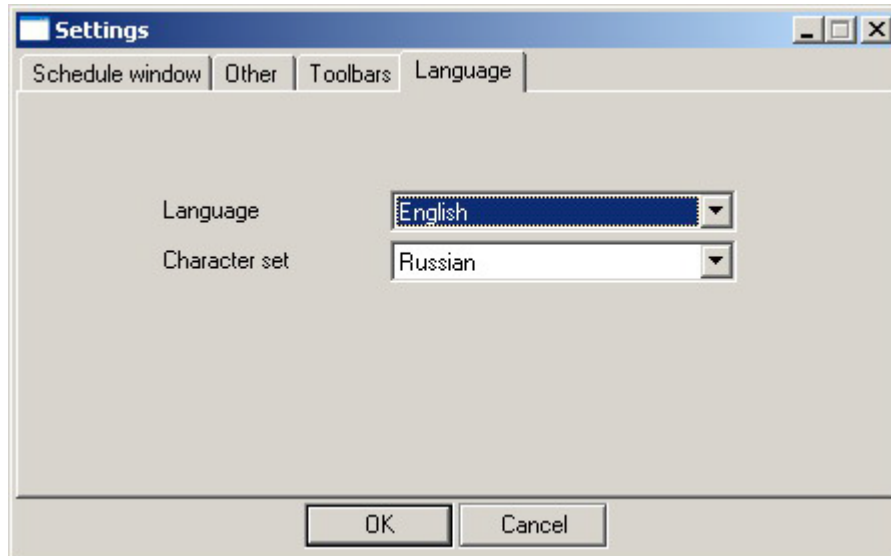 Settings
Schedule window Other Toolbars Language
Language English
Character set Russian
OK Cancel